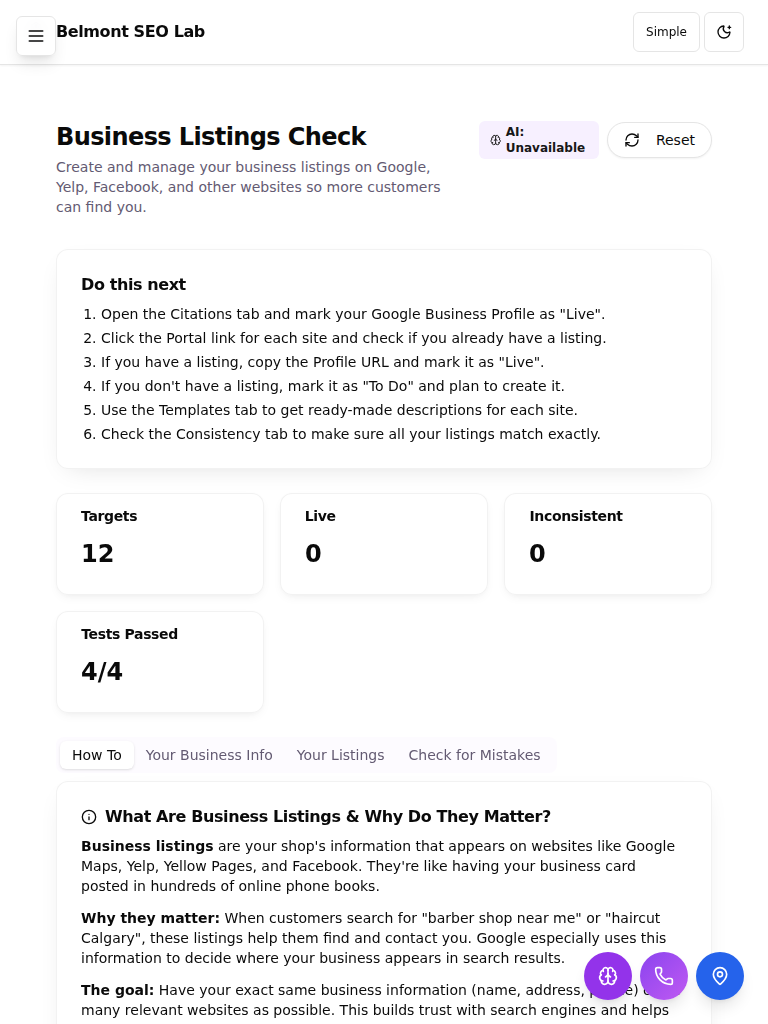 Belmont SEO Lab
Simple
Business Listings Check
AI:
Unavailable
Reset
Create and manage your business listings on Google,
Yelp, Facebook, and other websites so more customers
can find you.
Do this next
1. Open the Citations tab and mark your Google Business Profile as "Live".
2. Click the Portal link for each site and check if you already have a listing.
3. If you have a listing, copy the Profile URL and mark it as "Live".
4. If you don't have a listing, mark it as "To Do" and plan to create it.
5. Use the Templates tab to get ready-made descriptions for each site.
6. Check the Consistency tab to make sure all your listings match exactly.
Targets
12
Live
0
Inconsistent
0
Tests Passed
4/4
How To
Your Business Info
Your Listings
Check for Mistakes
What Are Business Listings & Why Do They Matter?
Business listings are your shop's information that appears on websites like Google
Maps, Yelp, Yellow Pages, and Facebook. They're like having your business card
posted in hundreds of online phone books.
Why they matter: When customers search for "barber shop near me" or "haircut
Calgary", these listings help them find and contact you. Google especially uses this
information to decide where your business appears in search results.
The goal: Have your exact same business information (name, address,
many relevant websites as possible. This builds trust with search engines and helps